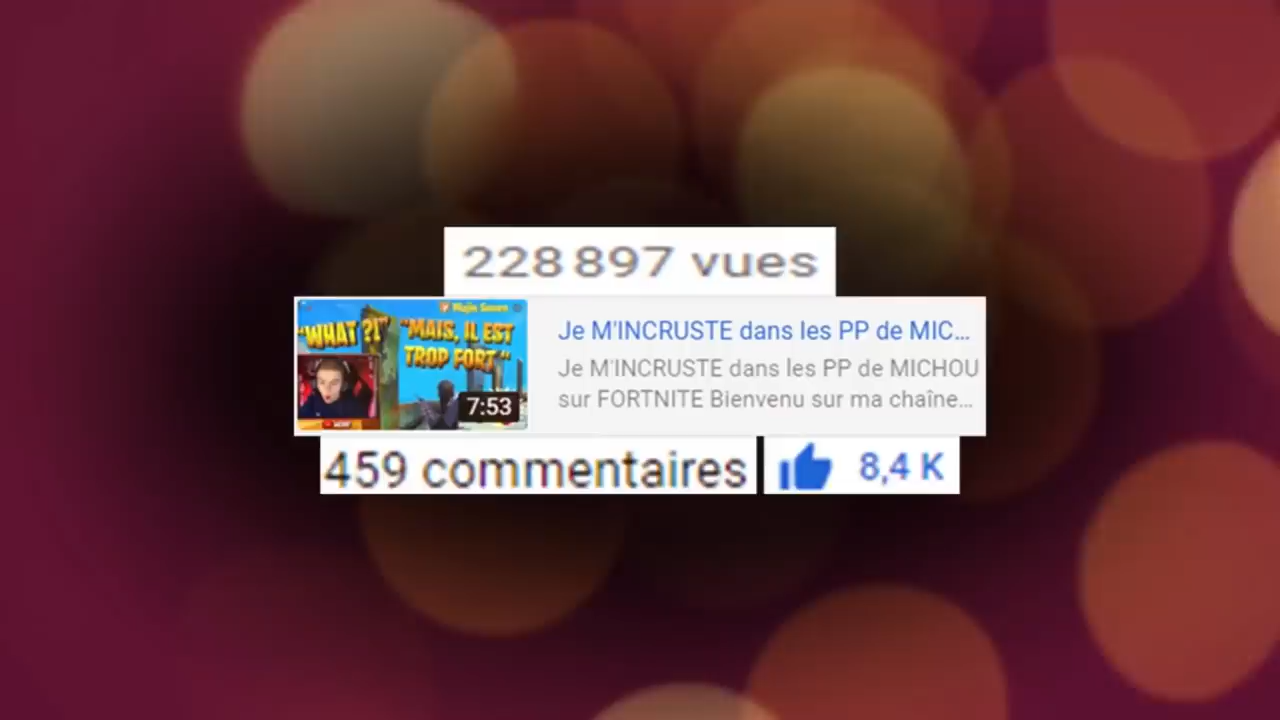 228 897 vues
"WHAT ?!"
"MAIS, IL EST
TROP FORT "
7:53
Je M'INCRUSTE dans les PP de MIC...
Je M'INCRUSTE dans les PP de MICHOU
sur FORTNITE Bienvenu sur ma chaîne...
459 commentaires
8,4 K